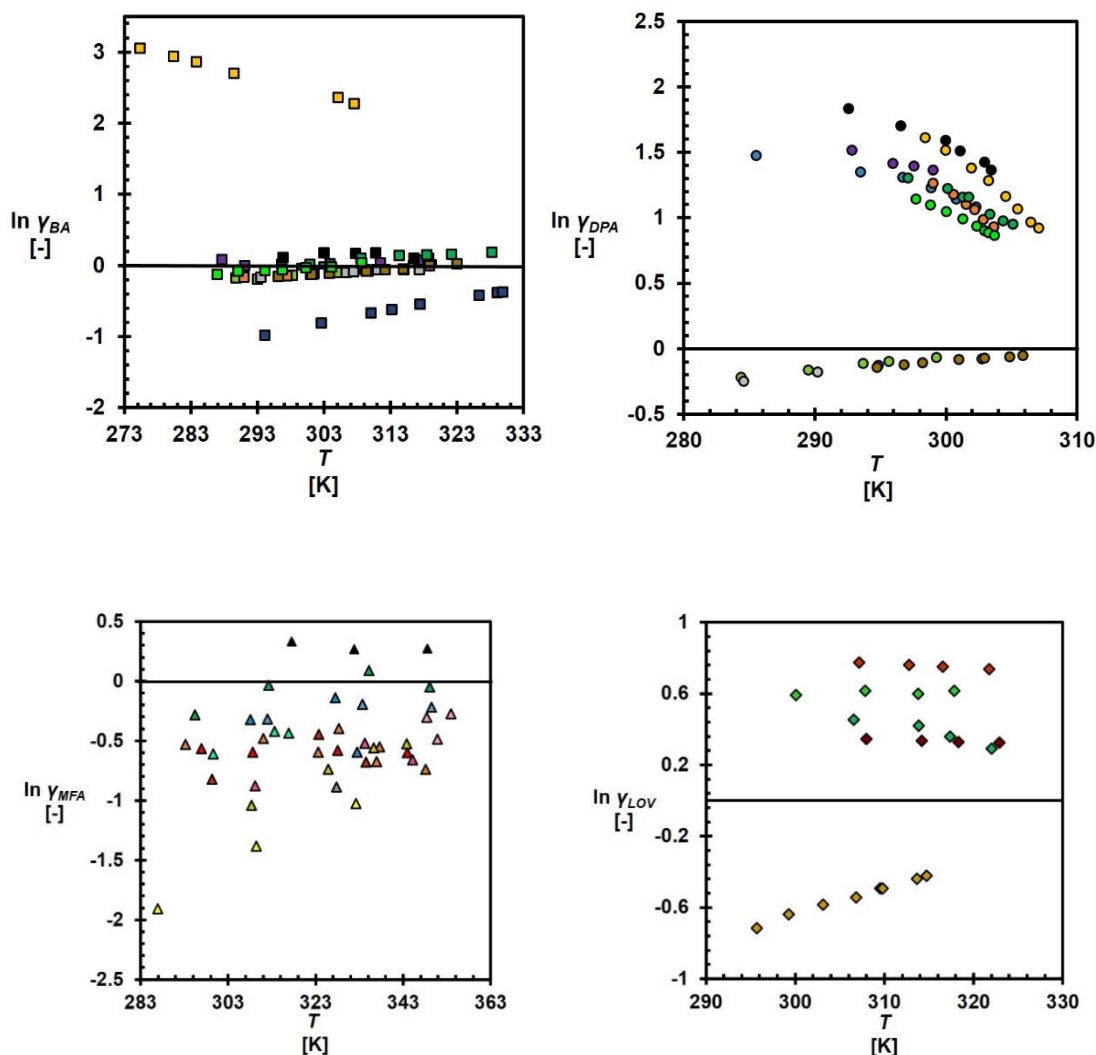 3
2
ln γBA
[-]
1
0
-1
-2
273 283 293 303 313 323 333
T
[K]
2.5
2
1.5
ln γDPA
[-]
1
0.5
0
-0.5
280 290 300 310
T
[K]
0.5
0
-0.5
ln γMFA
[-]
-1
-1.5
-2
-2.5
283 303 323 343 363
T
[K]
1
0.6
0.2
ln γLOV
[-]
-0.2
-0.6
-1
290 300 310 320 330
T
[K]